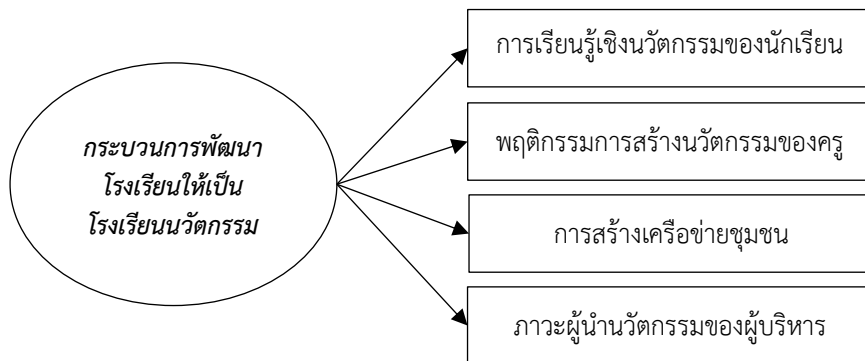 กระบวนการพัฒนา
โรงเรียนให้เป็น
โรงเรียนนวัตกรรม
การเรียนรู้เชิงนวัตกรรมของนักเรียน
พฤติกรรมการสร้างนวัตกรรมของครู
การสร้างเครือข่ายชุมชน
ภาวะผู้นำนวัตกรรมของผู้บริหาร